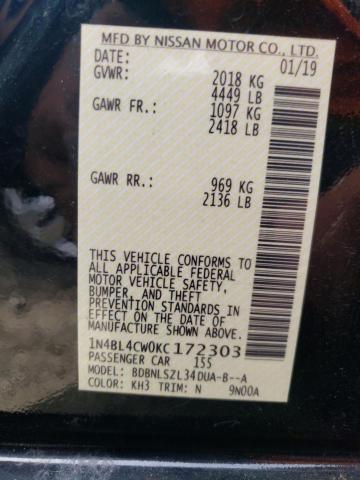 MFD BY NISSAN MOTOR CO., LTD.
DATE: 01/19
GVWR: 2018 KG
4449 LB
GAWR FR.: 1097 KG
2418 LB
GAWR RR.: 969 KG
2136 LB
THIS VEHICLE CONFORMS TO
ALL APPLICABLE FEDERAL
MOTOR VEHICLE SAFETY,
BUMPER, AND THEFT
PREVENTION STANDARDS IN
EFFECT ON THE DATE OF
MANUFACTURE SHOWN ABOVE.
1N4BL4CW0KC172303
PASSENGER CAR 155
MODEL: BDBNLSZL34DUA-B--A
COLOR: KH3 TRIM: N 9N00A